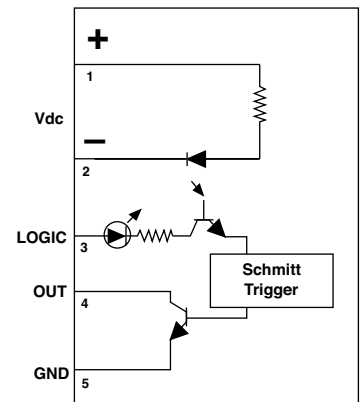 +
1
Vdc
−
2
LOGIC
3
Schmitt
Trigger
OUT
4
GND
5